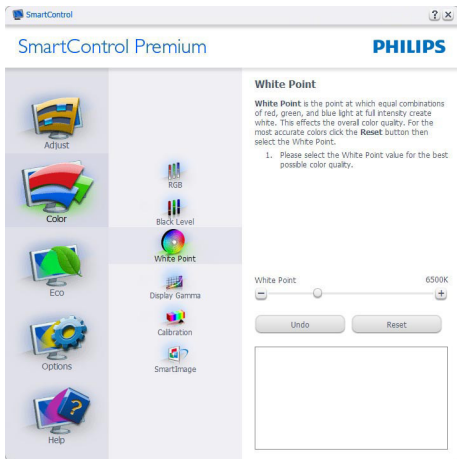 SmartControl
? ×
SmartControl Premium
PHILIPS
Adjust
Color
Eco
Options
Help
RGB
Black Level
White Point
Display Gamma
Calibration
SmartImage
White Point
White Point is the point at which equal combinations
of red, green, and blue light at full intensity create
white. This effects the overall color quality. For the
most accurate colors click the Reset button then
select the White Point.
1. Please select the White Point value for the best
possible color quality.
White Point 6500K
− +
Undo Reset